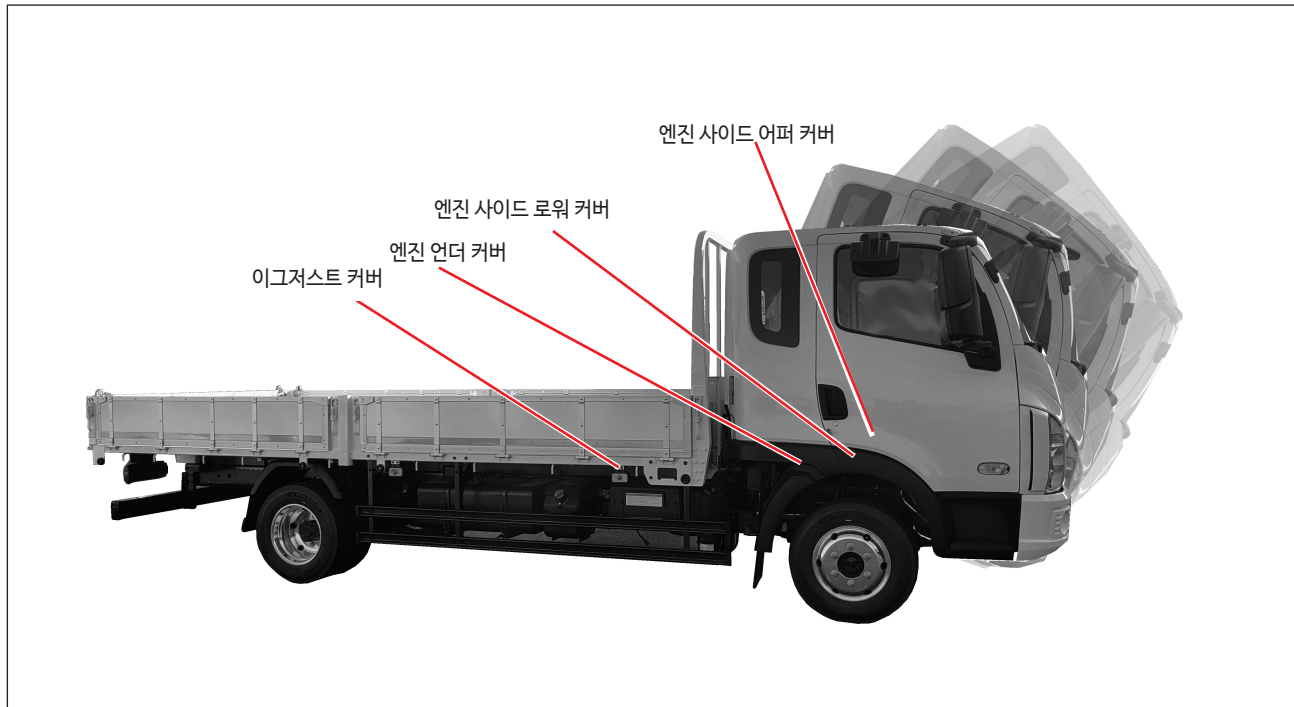 엔진 사이드 어퍼 커버
엔진 사이드 로워 커버
엔진 언더 커버
이그저스트 커버